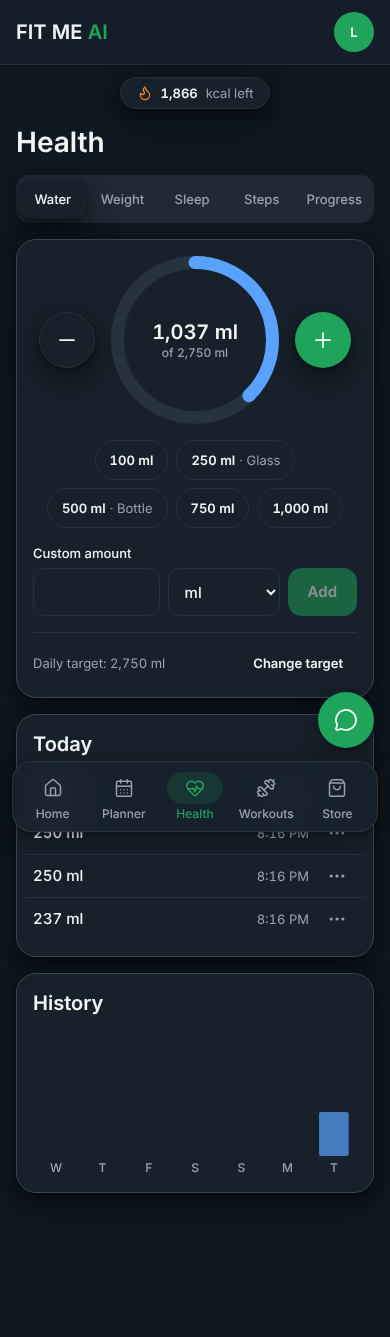 FIT ME AI
L
1,866 kcal left
Health
Water Weight Sleep Steps Progress
1,037 ml
of 2,750 ml
100 ml
250 ml · Glass
500 ml · Bottle
750 ml
1,000 ml
Custom amount
ml
Add
Daily target: 2,750 ml
Change target
Today
Home Planner Health Workouts Store
250 ml 8:16 PM
250 ml 8:16 PM
237 ml 8:16 PM
History
W T F S S M T